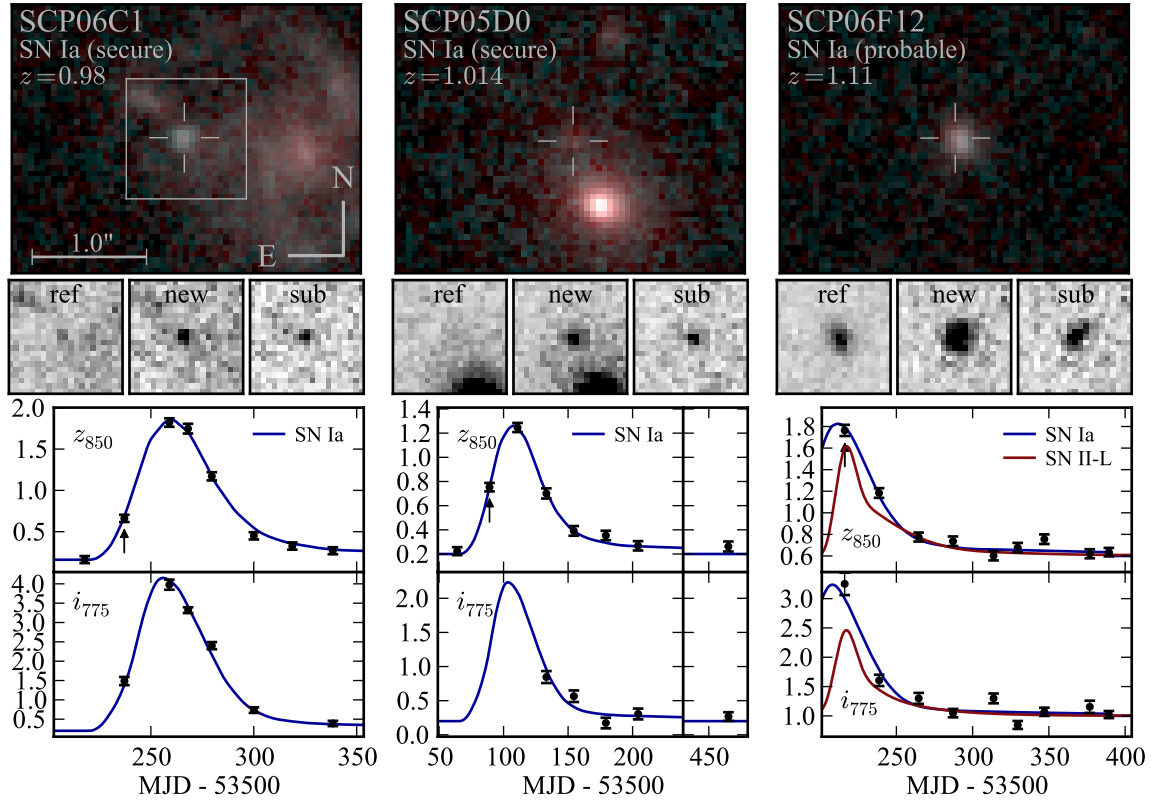 SCP06C1
SN Ia (secure)
z=0.98
N
E
1.0"
SCP05D0
SN Ia (secure)
z=1.014
SCP06F12
SN Ia (probable)
z=1.11
ref
new
sub
ref
new
sub
ref
new
sub
2.0
1.5
1.0
0.5
z850
SN Ia
4.0
3.5
3.0
2.5
2.0
1.5
1.0
0.5
i775
250
300
350
MJD - 53500
1.4
1.2
1.0
0.8
0.6
0.4
0.2
z850
SN Ia
2.0
1.5
1.0
0.5
0.0
i775
50
100
150
200
450
MJD - 53500
1.8
1.6
1.4
1.2
1.0
0.8
0.6
SN Ia
SN II-L
z850
3.0
2.5
2.0
1.5
1.0
i775
250
300
350
400
MJD - 53500